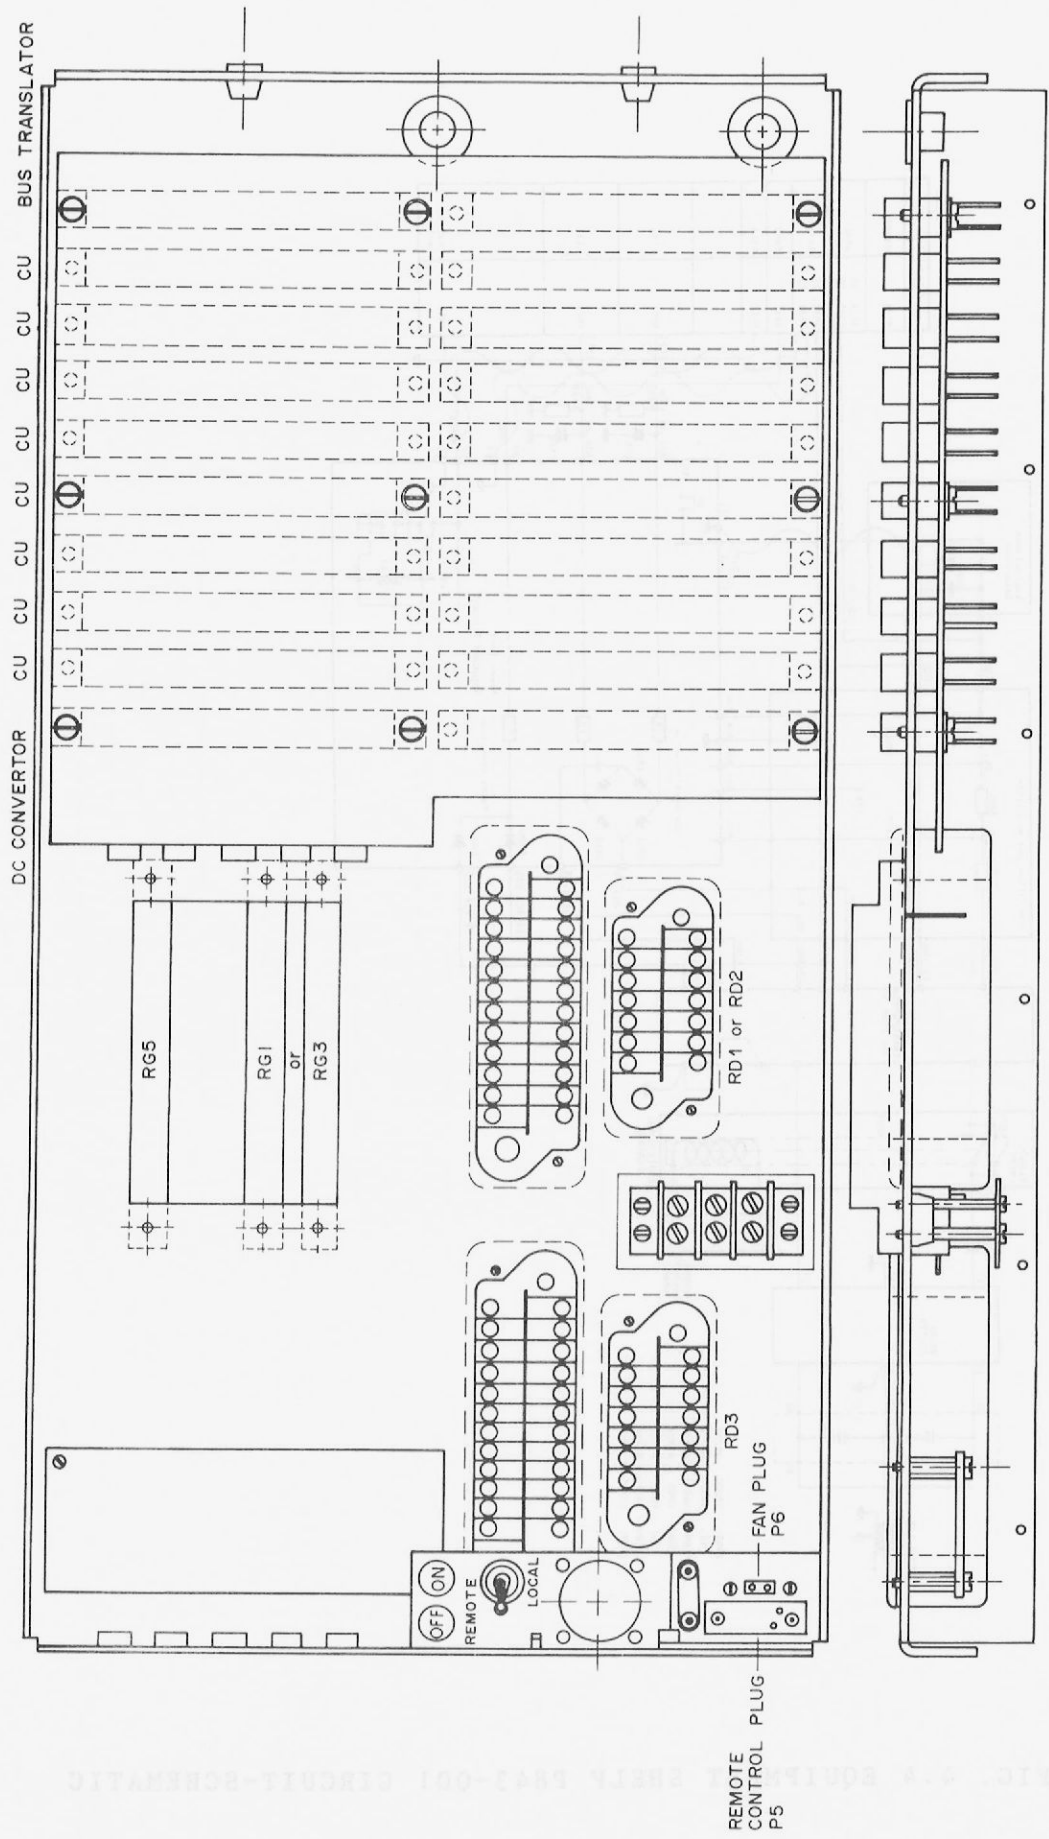 BUS TRANSLATOR
CU
CU
CU
CU
CU
CU
CU
CU
DC CONVERTOR
RG5
RG1
or
RG3
RD1 or RD2
RD3
OFF
ON
REMOTE
LOCAL
FAN PLUG
P6
REMOTE
CONTROL PLUG
P5
FIG. 4.4 EQUIPMENT SHELF P843-001 CIRCUIT-SCHEMATIC